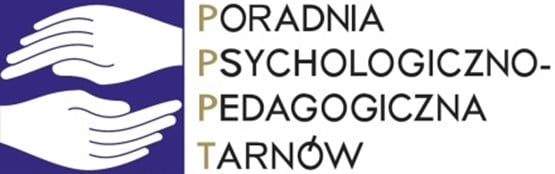 PORADNIA
PSYCHOLOGICZNO-
PEDAGOGICZNA
TARNÓW